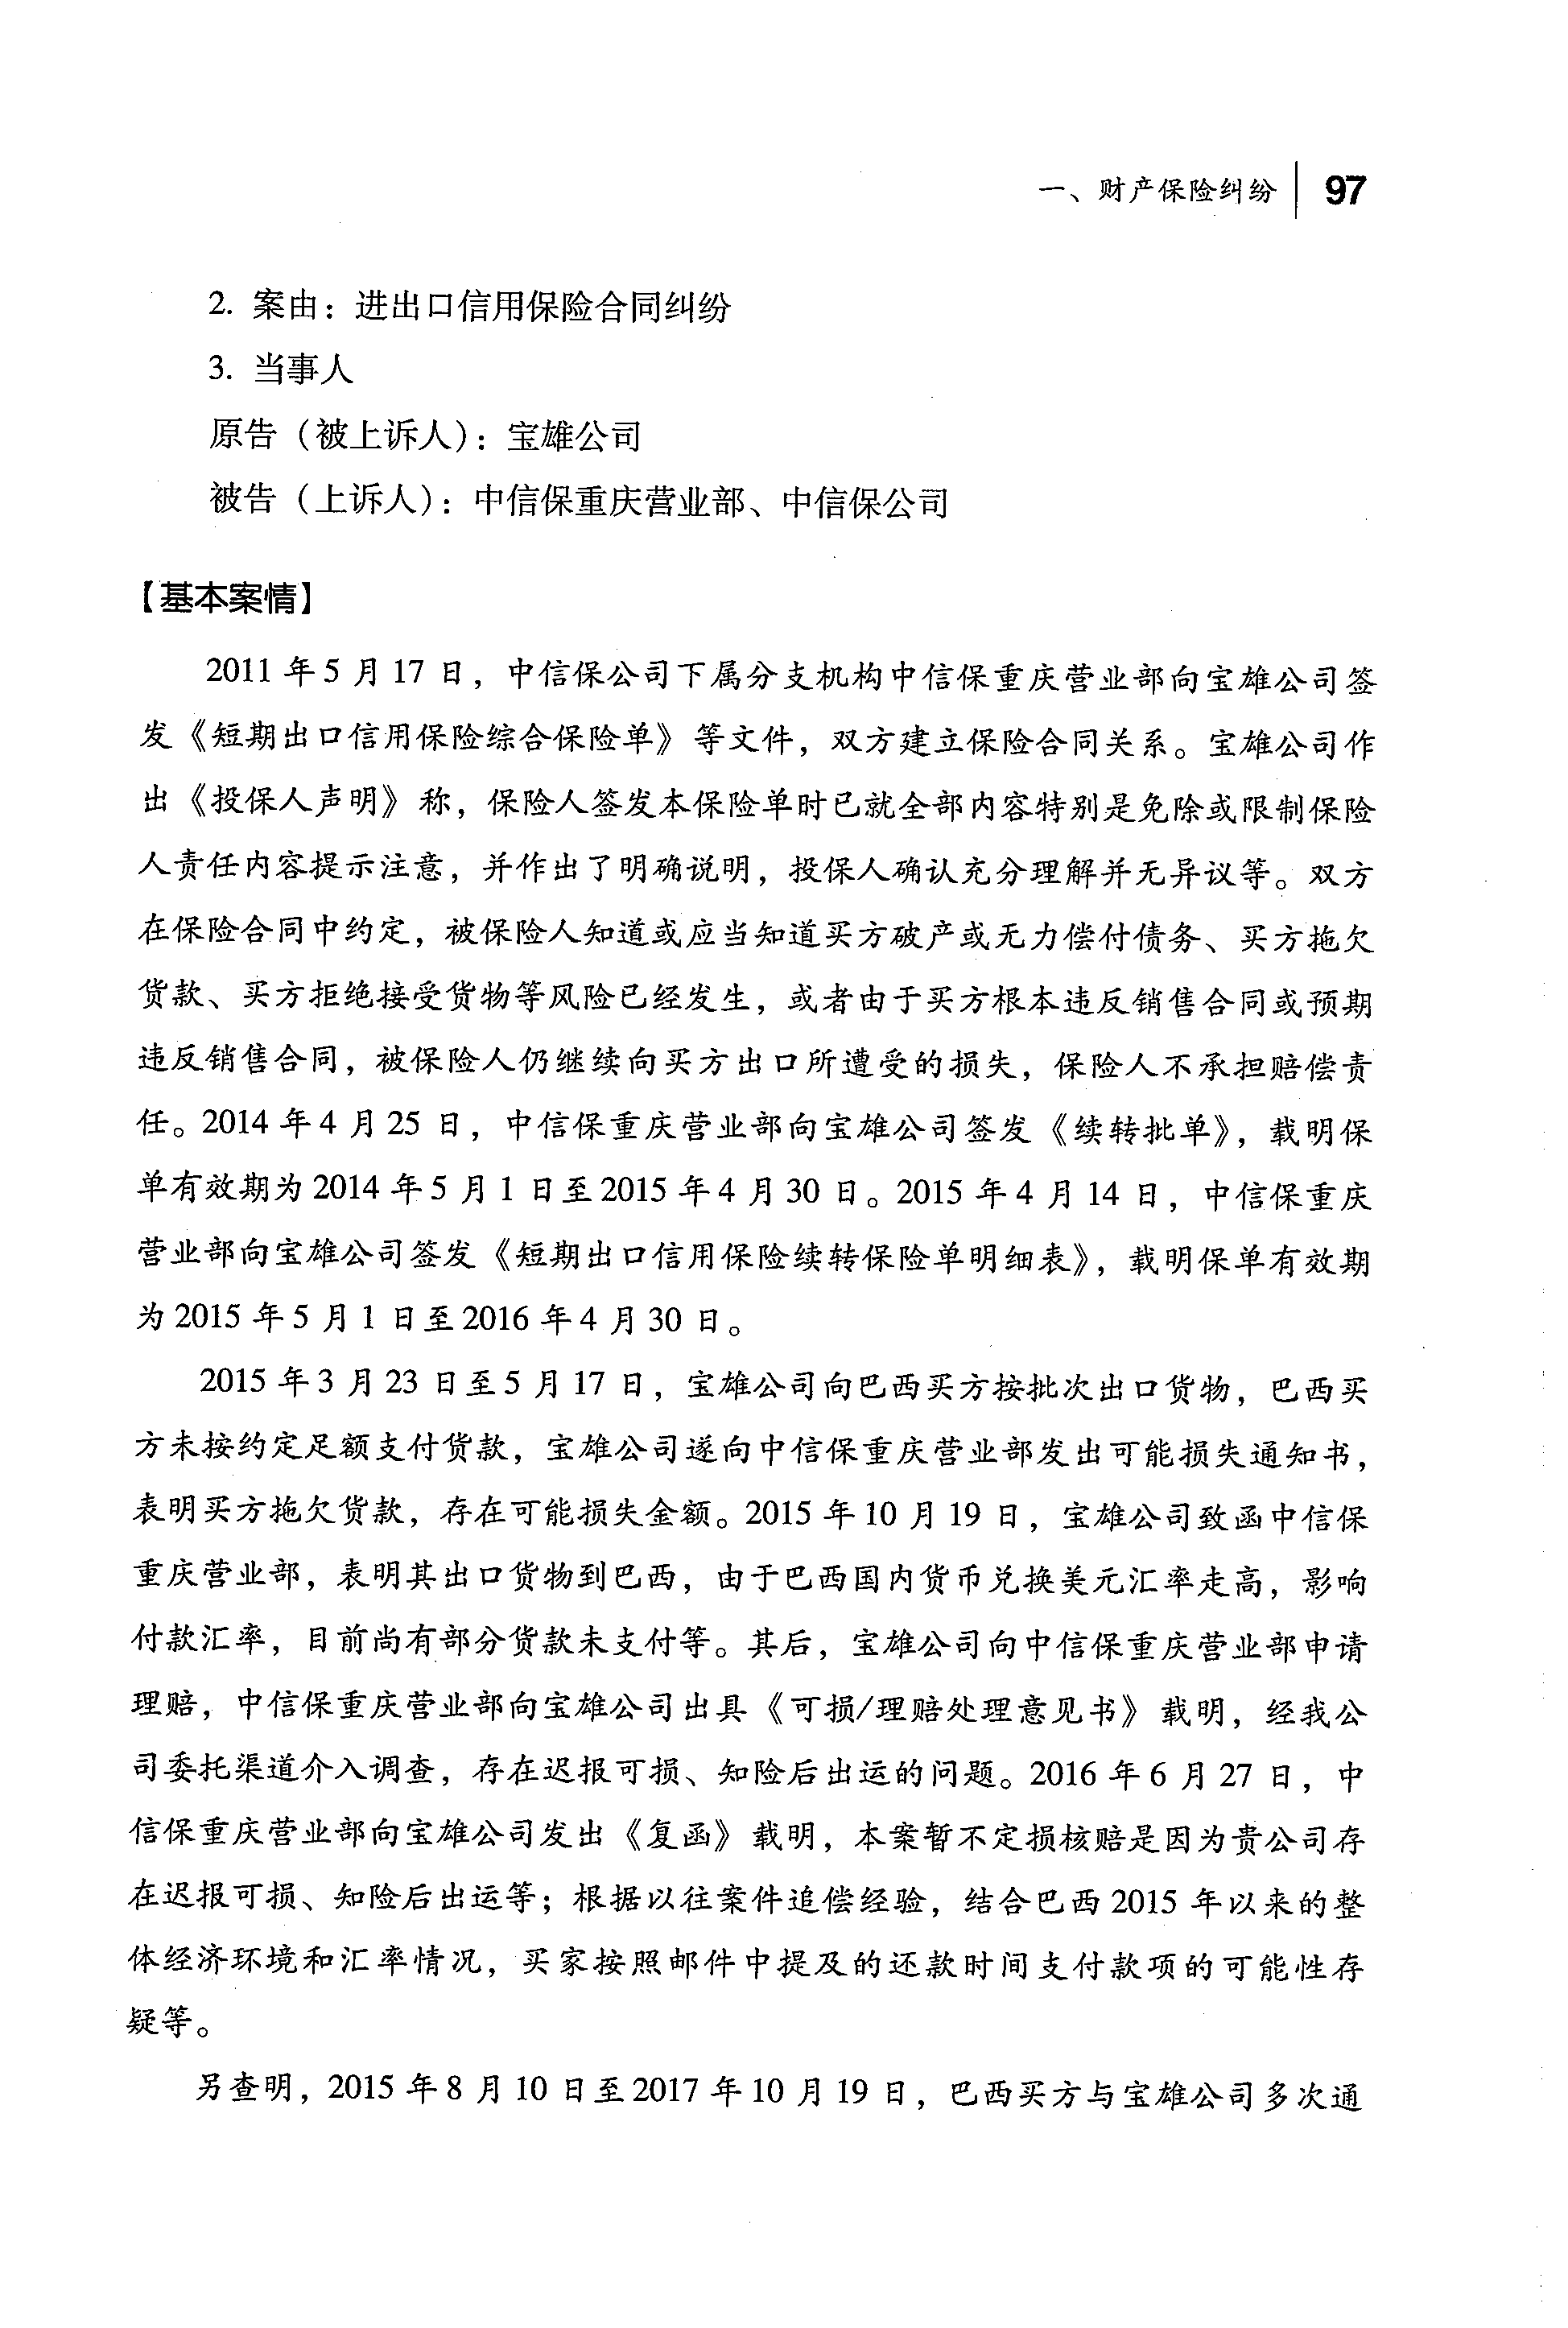 一、财产保险纠纷 97
2. 案由：进出口信用保险合同纠纷
3. 当事人
原告（被上诉人）：宝雄公司
被告（上诉人）：中信保重庆营业部、中信保公司
【基本案情】
2011 年 5 月 17 日，中信保公司下属分支机构中信保重庆营业部向宝雄公司签
发《短期出口信用保险综合保险单》等文件，双方建立保险合同关系。宝雄公司作
出《投保人声明》称，保险人签发本保险单时已就全部内容特别是免除或限制保险
人责任内容提示注意，并作出了明确说明，投保人确认充分理解并无异议等。双方
在保险合同中约定，被保险人知道或应当知道买方破产或无力偿付债务、买方拖欠
货款、买方拒绝接受货物等风险已经发生，或者由于买方根本违反销售合同或预期
违反销售合同，被保险人仍继续向买方出口所遭受的损失，保险人不承担赔偿责
任。2014 年 4 月 25 日，中信保重庆营业部向宝雄公司签发《续转批单》，载明保
单有效期为 2014 年 5 月 1 日至 2015 年 4 月 30 日。2015 年 4 月 14 日，中信保重庆
营业部向宝雄公司签发《短期出口信用保险续转保险单明细表》，载明保单有效期
为 2015 年 5 月 1 日至 2016 年 4 月 30 日。
2015 年 3 月 23 日至 5 月 17 日，宝雄公司向巴西买方按批次出口货物，巴西买
方未按约定足额支付货款，宝雄公司遂向中信保重庆营业部发出可能损失通知书，
表明买方拖欠货款，存在可能损失金额。2015 年 10 月 19 日，宝雄公司致函中信保
重庆营业部，表明其出口货物到巴西，由于巴西国内货币兑换美元汇率走高，影响
付款汇率，目前尚有部分货款未支付等。其后，宝雄公司向中信保重庆营业部申请
理赔，中信保重庆营业部向宝雄公司出具《可损/理赔处理意见书》载明，经我公
司委托渠道介入调查，存在迟报可损、知险后出运的问题。2016 年 6 月 27 日，中
信保重庆营业部向宝雄公司发出《复函》载明，本案暂不定损核赔是因为贵公司存
在迟报可损、知险后出运等；根据以往案件追偿经验，结合巴西 2015 年以来的整
体经济环境和汇率情况，买家按照邮件中提及的还款时间支付款项的可能性存
疑等。
另查明，2015 年 8 月 10 日至 2017 年 10 月 19 日，巴西买方与宝雄公司多次通